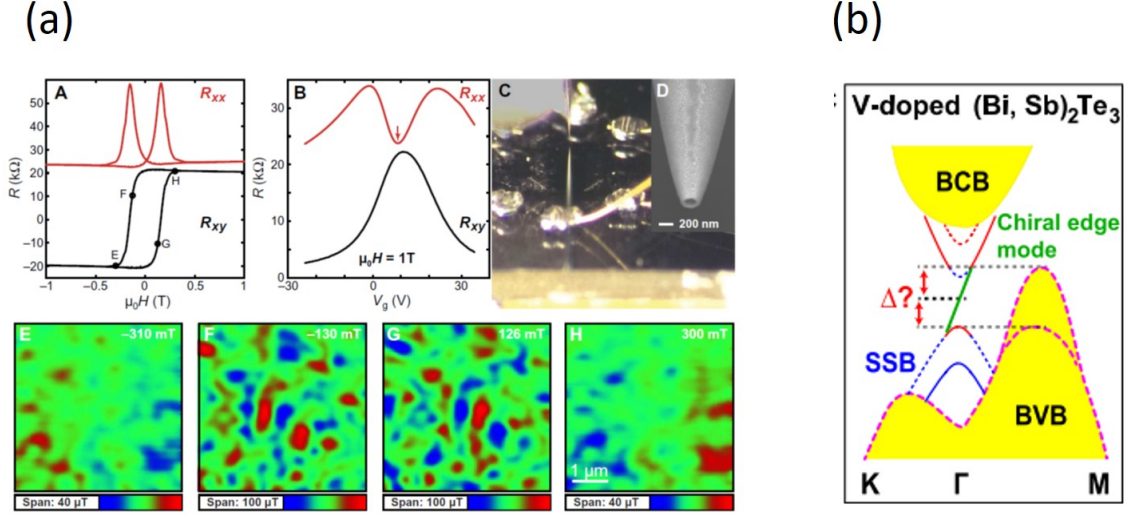 (a)
(b)
A
Rxx
Rxy
R (kΩ)
50
40
30
20
10
0
−10
−20
F
H
E
G
−1
−0.5
0
0.5
1
μ0H (T)
B
Rxx
Rxy
R (kΩ)
30
20
10
0
μ0H = 1T
−30
0
30
Vg (V)
C
D
200 nm
E
−310 mT
F
−130 mT
G
126 mT
H
300 mT
1 μm
Span: 40 μT
Span: 100 μT
Span: 100 μT
Span: 40 μT
V-doped (Bi, Sb)2Te3
BCB
Chiral edge
mode
Δ?
SSB
BVB
K
Γ
M